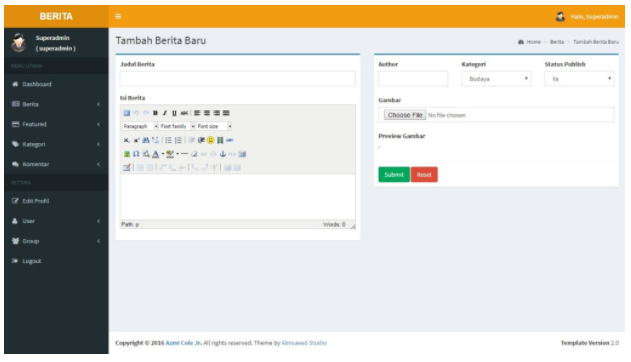 BERITA
Halo, Superadmin
Superadmin
( superadmin )
MENU UTAMA
Dashboard
Berita
Featured
Kategori
Komentar
SETTING
Edit Profil
User
Group
Logout
Tambah Berita Baru
Home > Berita > Tambah Berita Baru
Judul Berita
Isi Berita
Paragraph Font family Font size
Path: p Words: 0
Author Kategori Status Publish
Budaya Ya
Gambar
Choose File No file chosen
Preview Gambar
-
Submit Reset
Copyright © 2016 Azmi Cole Jr. All rights reserved. Theme by Almsaeed Studio
Template Version 2.0